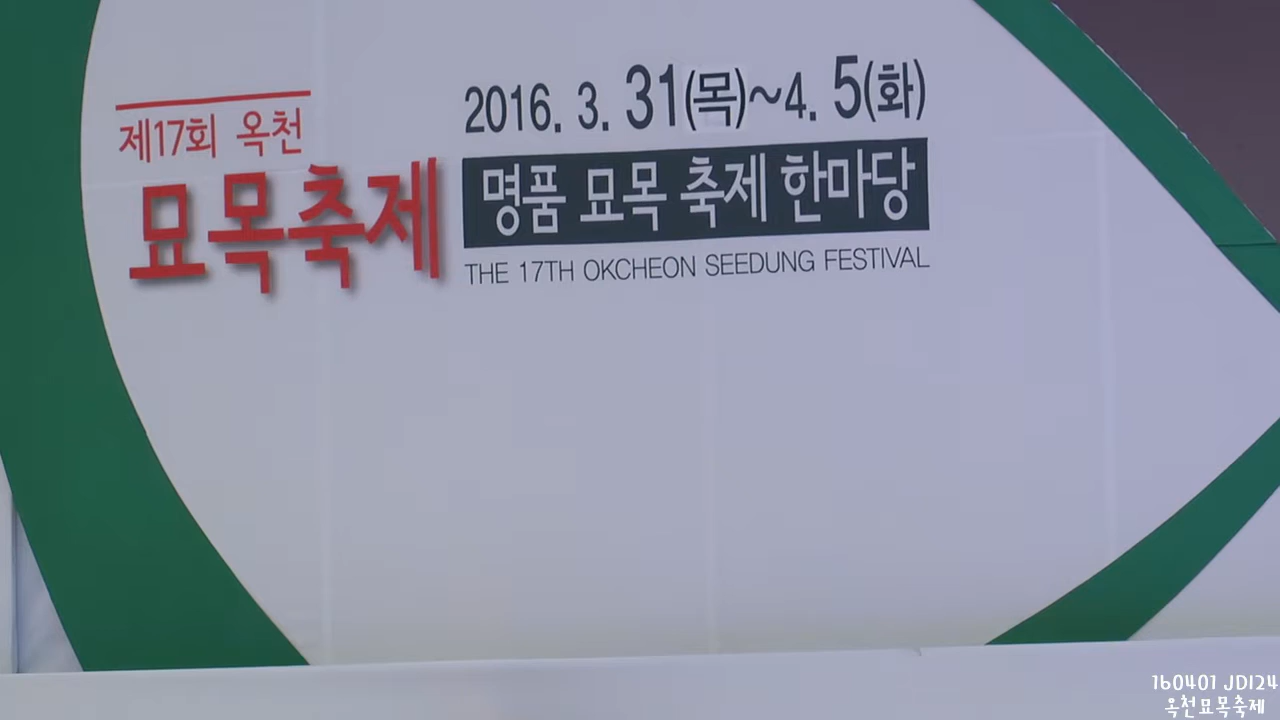 제17회 옥천
묘목축제
2016. 3. 31(목)~4. 5(화)
명품 묘목 축제 한마당
THE 17TH OKCHEON SEEDUNG FESTIVAL
160401 JDI24
옥천묘목축제